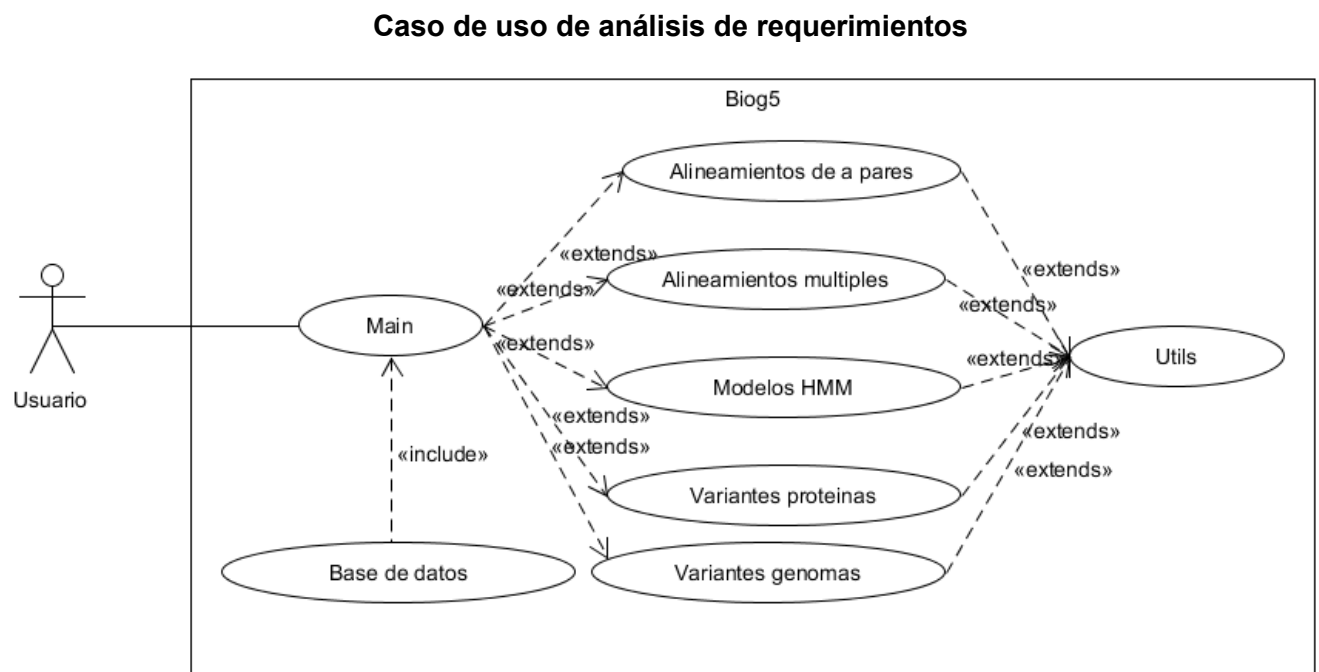 Caso de uso de análisis de requerimientos
Biog5
Alineamientos de a pares
«extends»
«extends»
Alineamientos multiples
«extends»
«extends»
Main
«extends»
«extends»
Utils
Modelos HMM
Usuario
«extends»
«extends»
«extends»
«include»
«extends»
Variantes proteinas
Base de datos
Variantes genomas